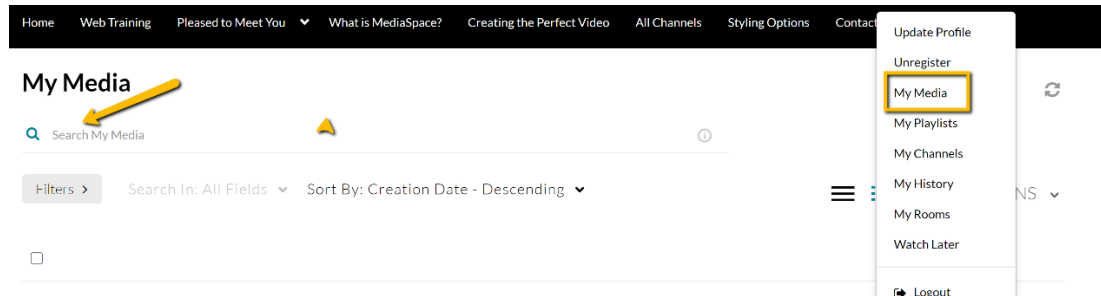 Home Web Training Pleased to Meet You What is MediaSpace? Creating the Perfect Video All Channels Styling Options Contact
Update Profile
Unregister
My Media
My Media
My Playlists
Search My Media
My Channels
Filters Search In: All Fields Sort By: Creation Date - Descending
My History
NS
My Rooms
Watch Later
Logout